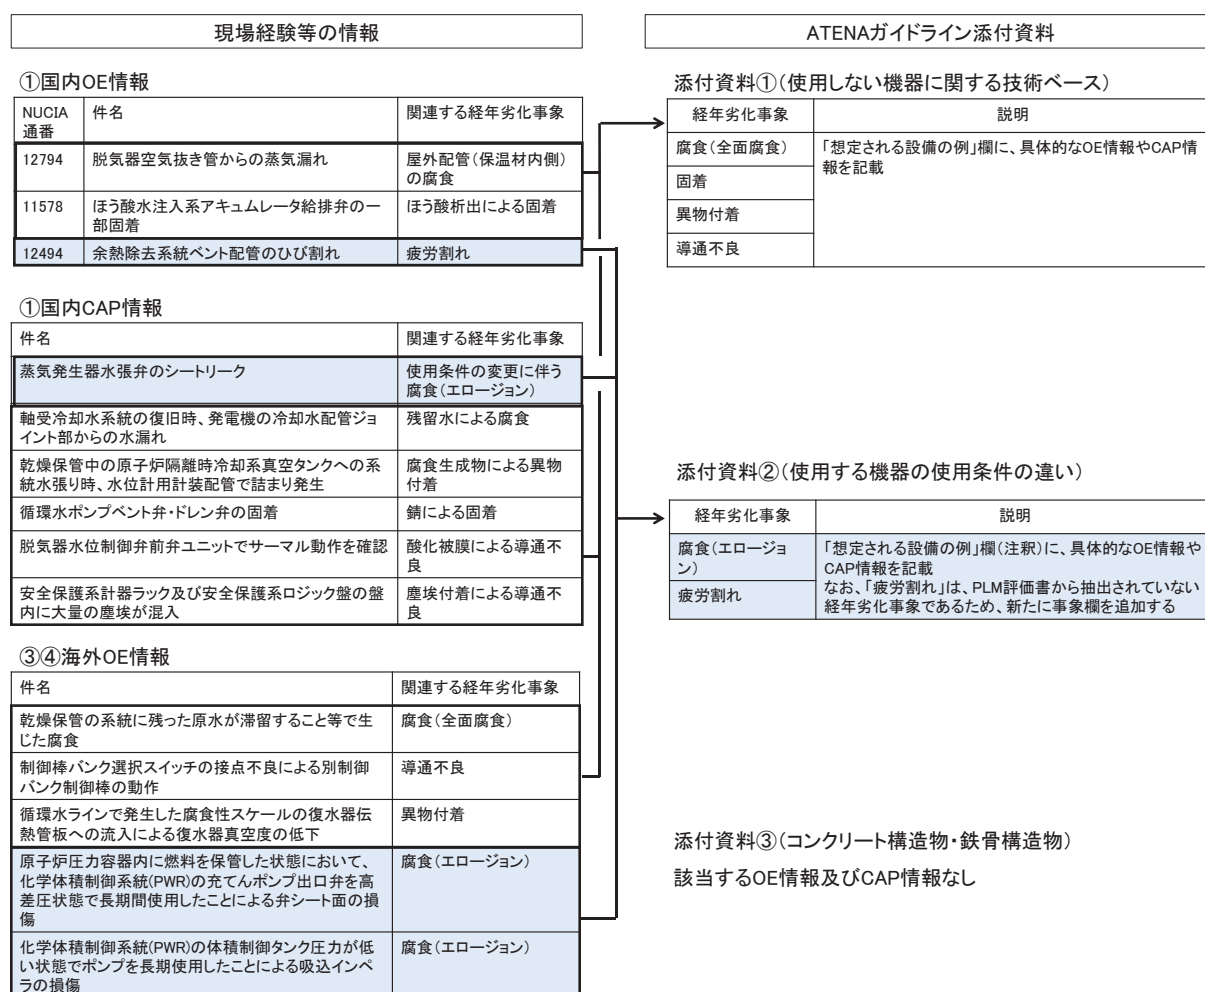 現場経験等の情報
①国内OE情報
NUCIA
通番
件名
関連する経年劣化事象
12794
脱気器空気抜き管からの蒸気漏れ
屋外配管(保温材内側)
の腐食
11578
ほう酸水注入系アキュムレータ給排弁の一
部固着
ほう酸析出による固着
12494
余熱除去系統ベント配管のひび割れ
疲労割れ
①国内CAP情報
件名
関連する経年劣化事象
蒸気発生器水張弁のシートリーク
使用条件の変更に伴う
腐食(エロージョン)
軸受冷却水系統の復旧時、発電機の冷却水配管ジョ
イント部からの水漏れ
残留水による腐食
乾燥保管中の原子炉隔離時冷却系真空タンクへの系
統水張り時、水位計用計装配管で詰まり発生
腐食生成物による異物
付着
循環水ポンプベント弁・ドレン弁の固着
錆による固着
脱気器水位制御弁前弁ユニットでサーマル動作を確認
酸化被膜による導通不
良
安全保護系計器ラック及び安全保護系ロジック盤の盤
内に大量の塵埃が混入
塵埃付着による導通不
良
③④海外OE情報
件名
関連する経年劣化事象
乾燥保管の系統に残った原水が滞留すること等で生
じた腐食
腐食(全面腐食)
制御棒バンク選択スイッチの接点不良による別制御
バンク制御棒の動作
導通不良
循環水ラインで発生した腐食性スケールの復水器伝
熱管板への流入による復水器真空度の低下
異物付着
原子炉圧力容器内に燃料を保管した状態において、
化学体積制御系統(PWR)の充てんポンプ出口弁を高
差圧状態で長期間使用したことによる弁シート面の損
傷
腐食(エロージョン)
化学体積制御系統(PWR)の体積制御タンク圧力が低
い状態でポンプを長期使用したことによる吸込インペ
ラの損傷
腐食(エロージョン)
ATENAガイドライン添付資料
添付資料①(使用しない機器に関する技術ベース)
経年劣化事象
説明
腐食(全面腐食)
「想定される設備の例」欄に、具体的なOE情報やCAP情
報を記載
固着
異物付着
導通不良
添付資料②(使用する機器の使用条件の違い)
経年劣化事象
説明
腐食(エロージョ
ン)
「想定される設備の例」欄(注釈)に、具体的なOE情報や
CAP情報を記載
なお、「疲労割れ」は、PLM評価書から抽出されていない
経年劣化事象であるため、新たに事象欄を追加する
疲労割れ
添付資料③(コンクリート構造物・鉄骨構造物)
該当するOE情報及びCAP情報なし